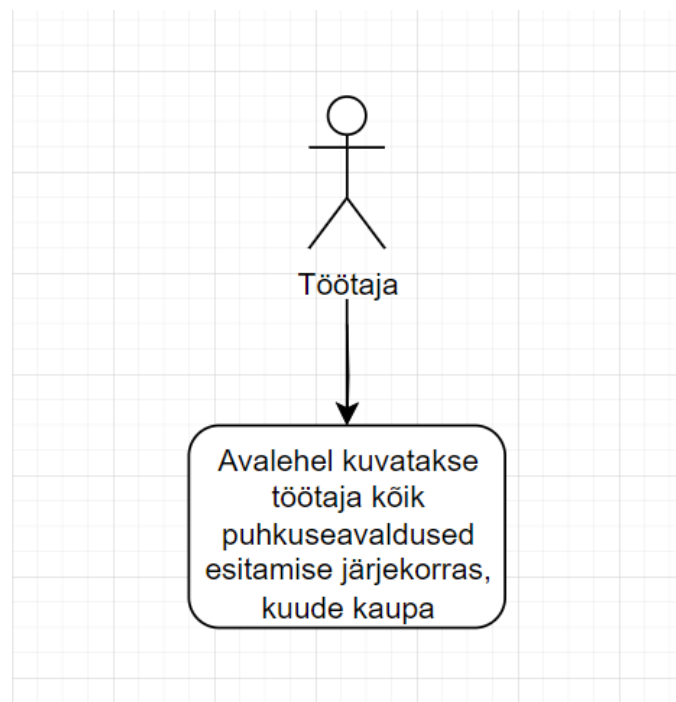 Töötaja
Avalehel kuvatakse
töötaja kõik
puhkuseavaldused
esitamise järjekorras,
kuude kaupa